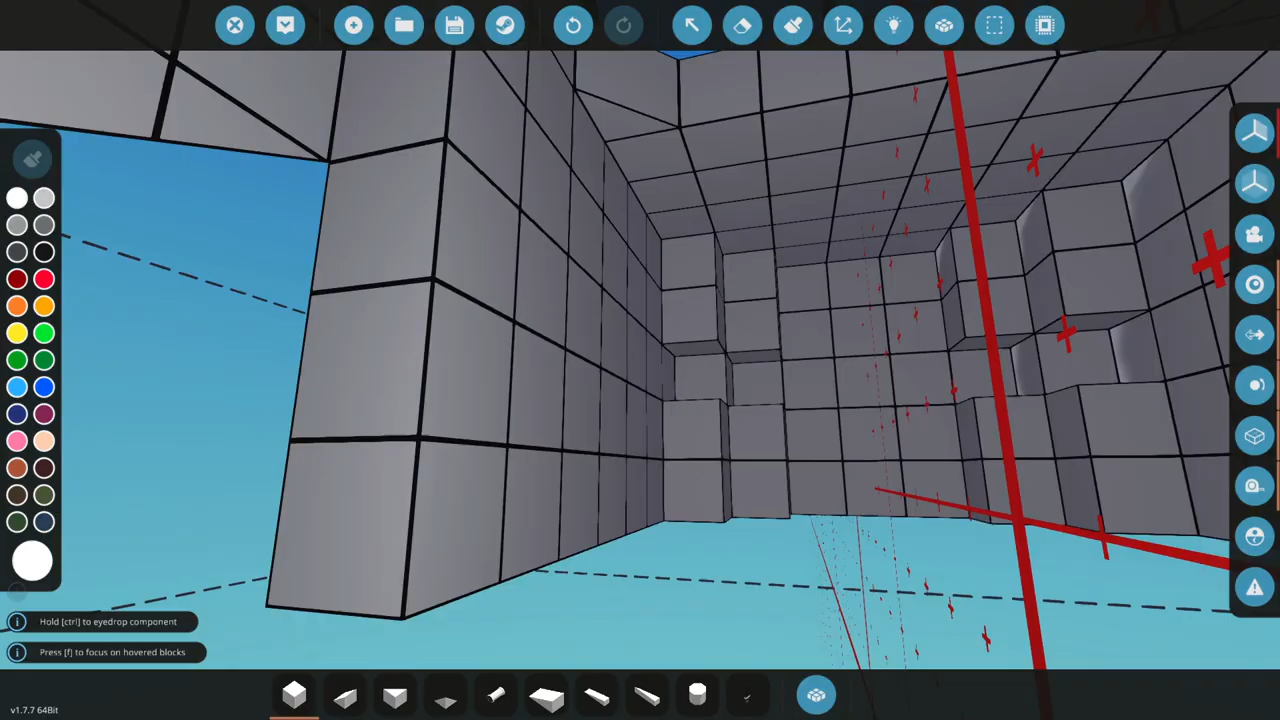 Hold [ctrl] to eyedrop component
Press [f] to focus on hovered blocks
v1.7.7 64Bit